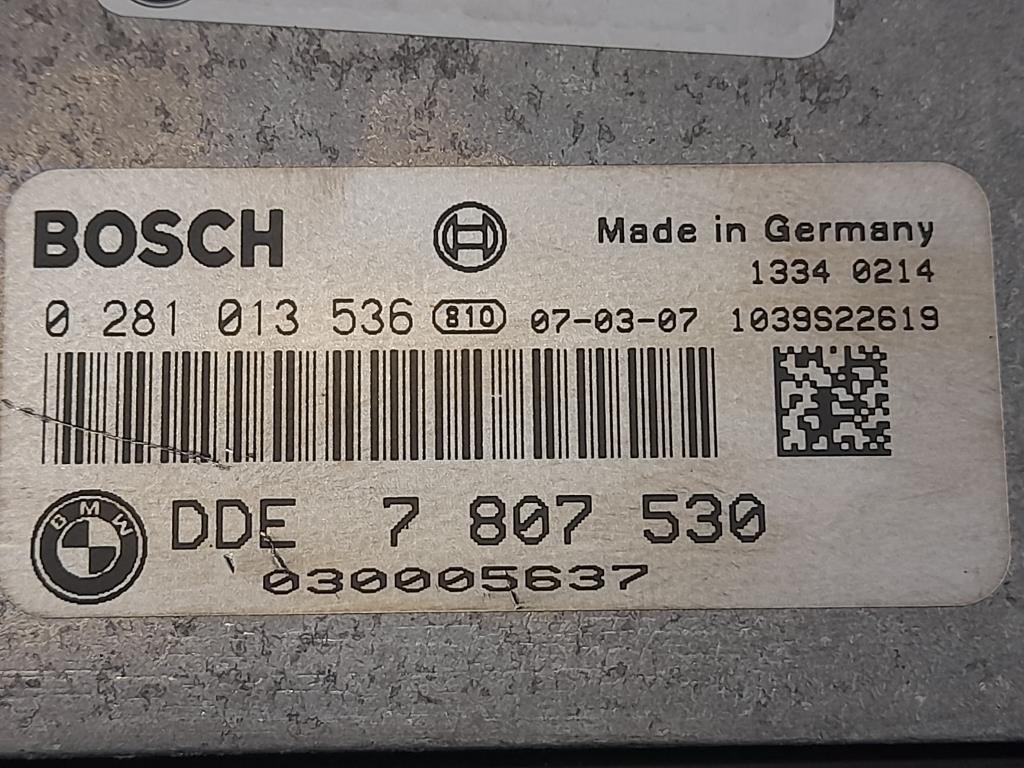 BOSCH
Made in Germany
1334 0214
0 281 013 536 810 07-03-07 1039S22619
BMW
DDE 7 807 530
030005637